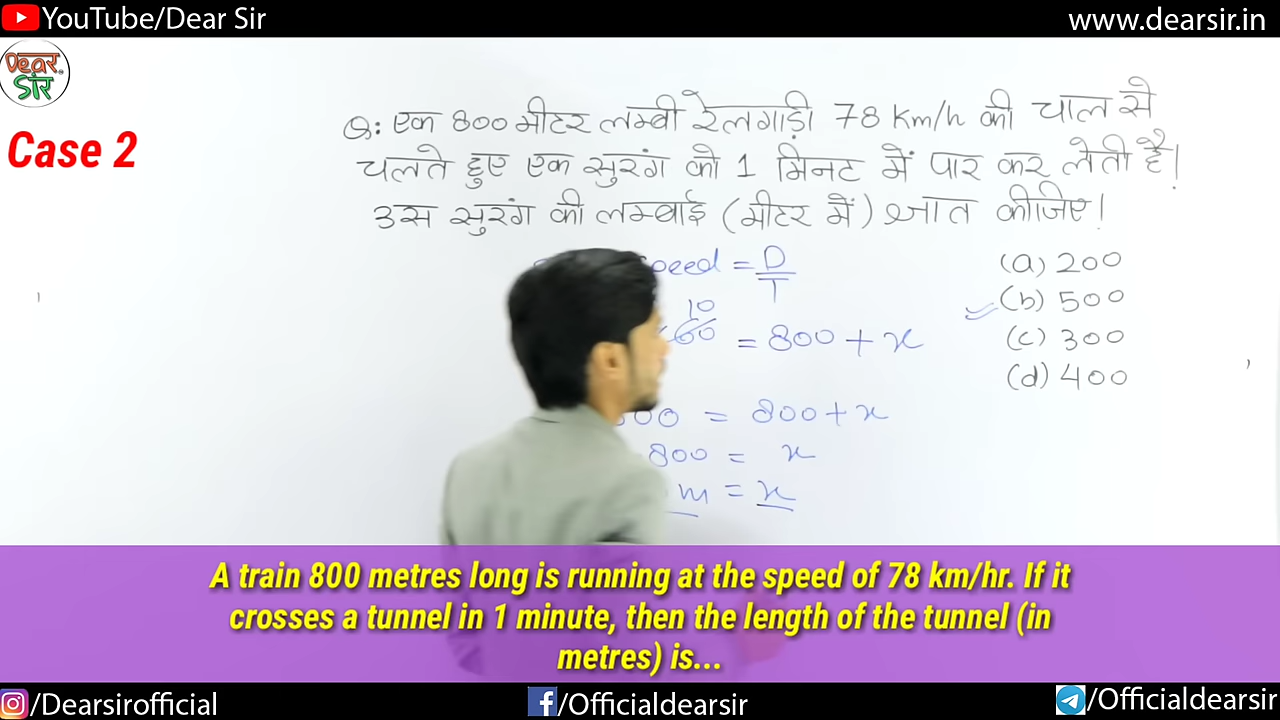 YouTube/Dear Sir
www.dearsir.in
Dear Sir
Case 2
Q: एक 800 मीटर लम्बी रेलगाड़ी 78 Km/h की चाल से
चलते हुए एक सुरंग को 1 मिनट में पार कर लेती है।
उस सुरंग की लम्बाई (मीटर में) ज्ञात कीजिए।
= D
T
(a) 200
10
(b) 500
60 = 800 + x
(c) 300
(d) 400
= 800 + x
800 = x
m = x
A train 800 metres long is running at the speed of 78 km/hr. If it
crosses a tunnel in 1 minute, then the length of the tunnel (in
metres) is...
/Dearsirofficial
/Officialdearsir
/Officialdearsir